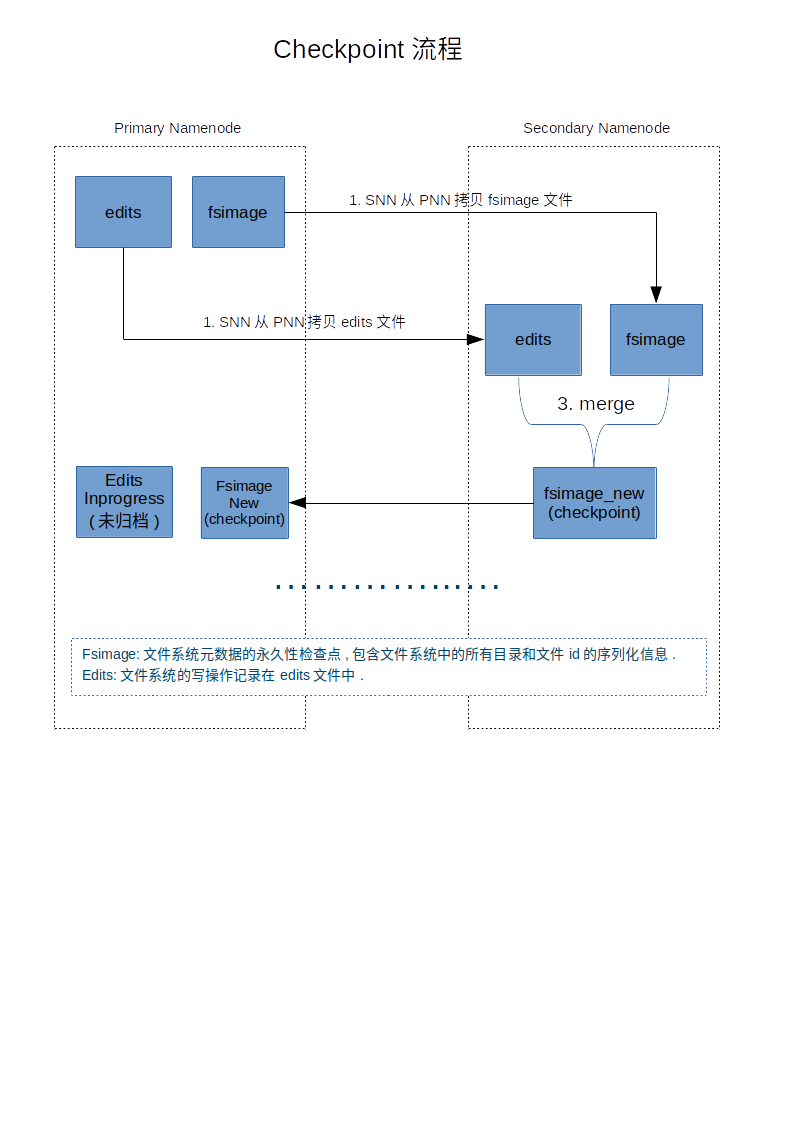 Checkpoint 流程
Primary Namenode
Secondary Namenode
edits
fsimage
1. SNN 从 PNN 拷贝 fsimage 文件
1. SNN 从 PNN 拷贝 edits 文件
edits
fsimage
3. merge
Edits
Inprogress
( 未归档 )
Fsimage
New
(checkpoint)
fsimage_new
(checkpoint)
Fsimage: 文件系统元数据的永久性检查点 , 包含文件系统中的所有目录和文件 id 的序列化信息 .
Edits: 文件系统的写操作记录在 edits 文件中 .